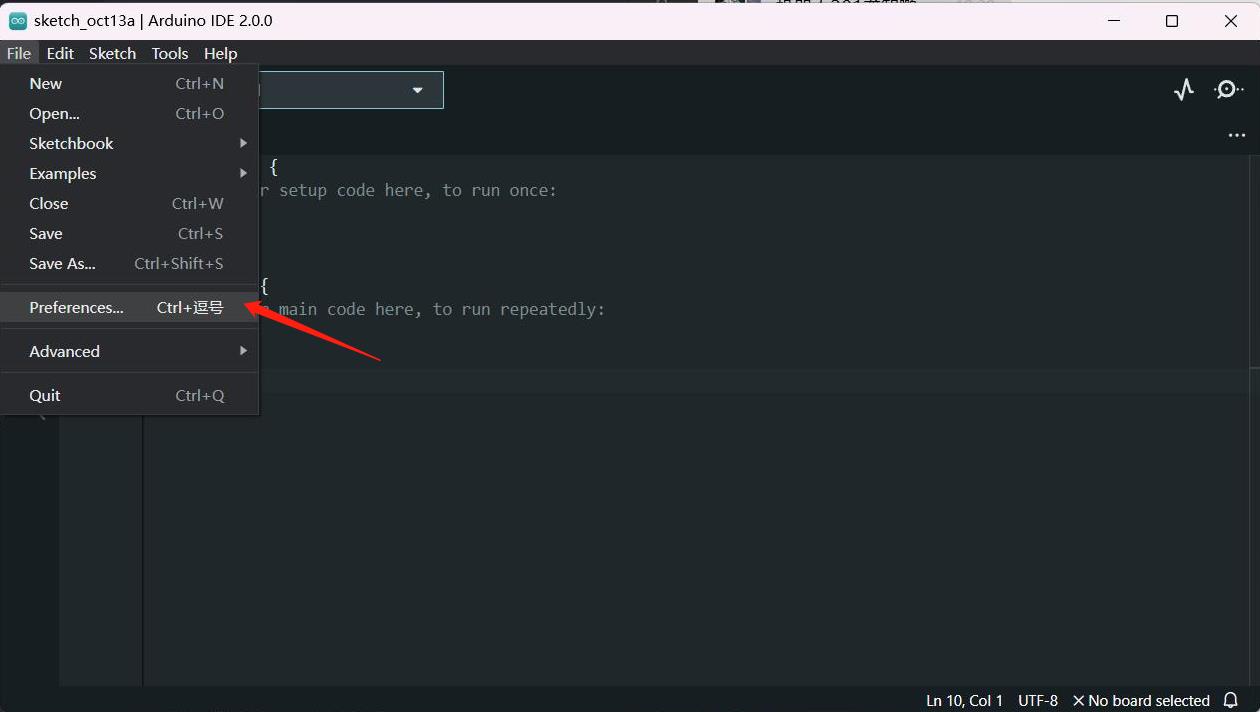 sketch_oct13a | Arduino IDE 2.0.0
File Edit Sketch Tools Help
New Ctrl+N
Open... Ctrl+O
Sketchbook
Examples
Close Ctrl+W
Save Ctrl+S
Save As... Ctrl+Shift+S
Preferences... Ctrl+逗号
Advanced
Quit Ctrl+Q
{
r setup code here, to run once:
{
main code here, to run repeatedly:
Ln 10, Col 1 UTF-8 No board selected